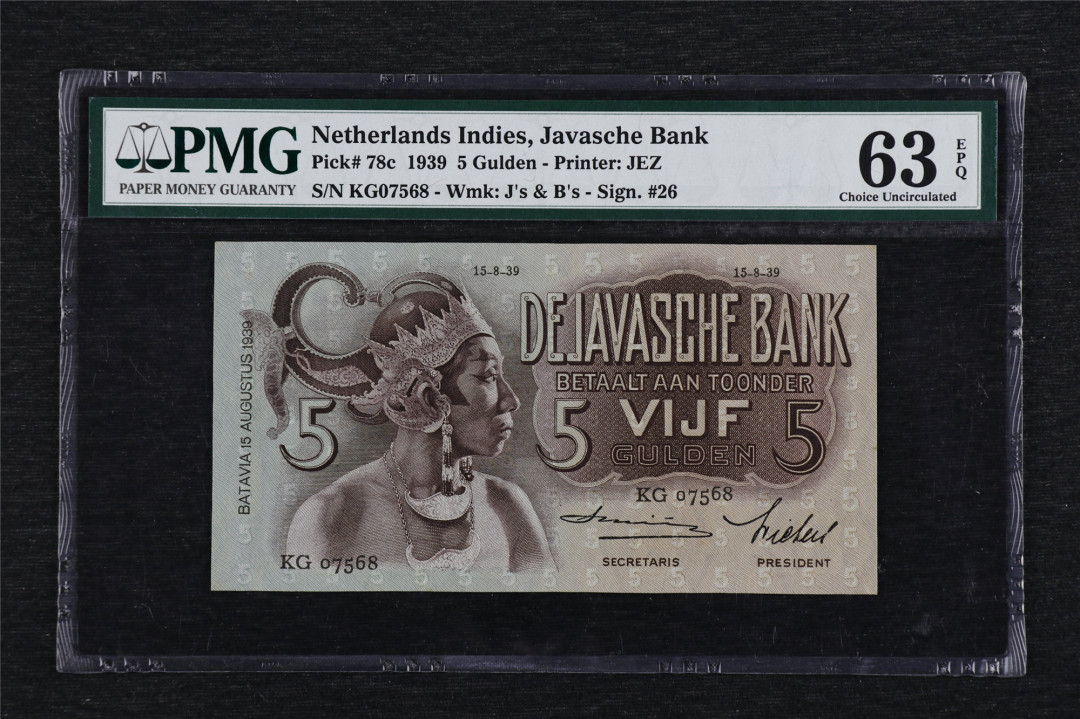 PMG
PAPER MONEY GUARANTY
Netherlands Indies, Javasche Bank
Pick# 78c 1939 5 Gulden - Printer: JEZ
S/N KG07568 - Wmk: J's & B's - Sign. #26
63 EPQ
Choice Uncirculated
15-8-39 15-8-39
DE JAVASCHE BANK
BETAALT AAN TOONDER
5 5 VIJF 5
GULDEN
BATAVIA 15 AUGUSTUS 1939
KG 07568
KG 07568
SECRETARIS PRESIDENT